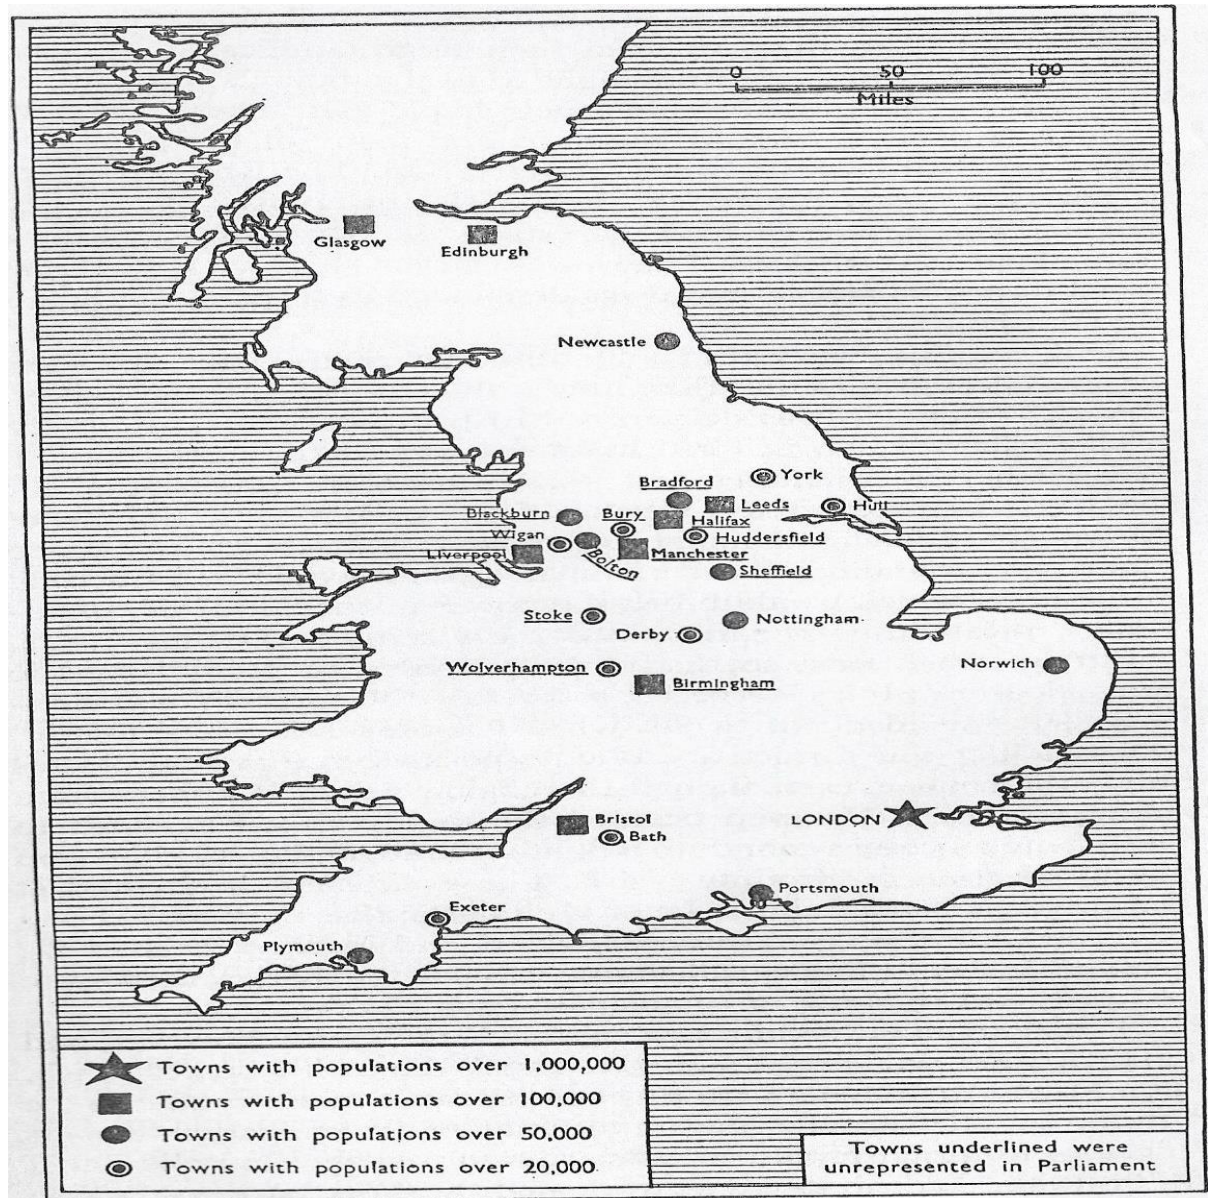 0 50 100
Miles
Glasgow
Edinburgh
Newcastle
York
Bradford
Leeds
Hull
Blackburn
Bury
Halifax
Wigan
Huddersfield
Liverpool
Bolton
Manchester
Sheffield
Stoke
Nottingham
Derby
Wolverhampton
Birmingham
Norwich
Bristol
LONDON
Bath
Portsmouth
Exeter
Plymouth
Towns with populations over 1,000,000
Towns with populations over 100,000
Towns with populations over 50,000
Towns with populations over 20,000
Towns underlined were
unrepresented in Parliament